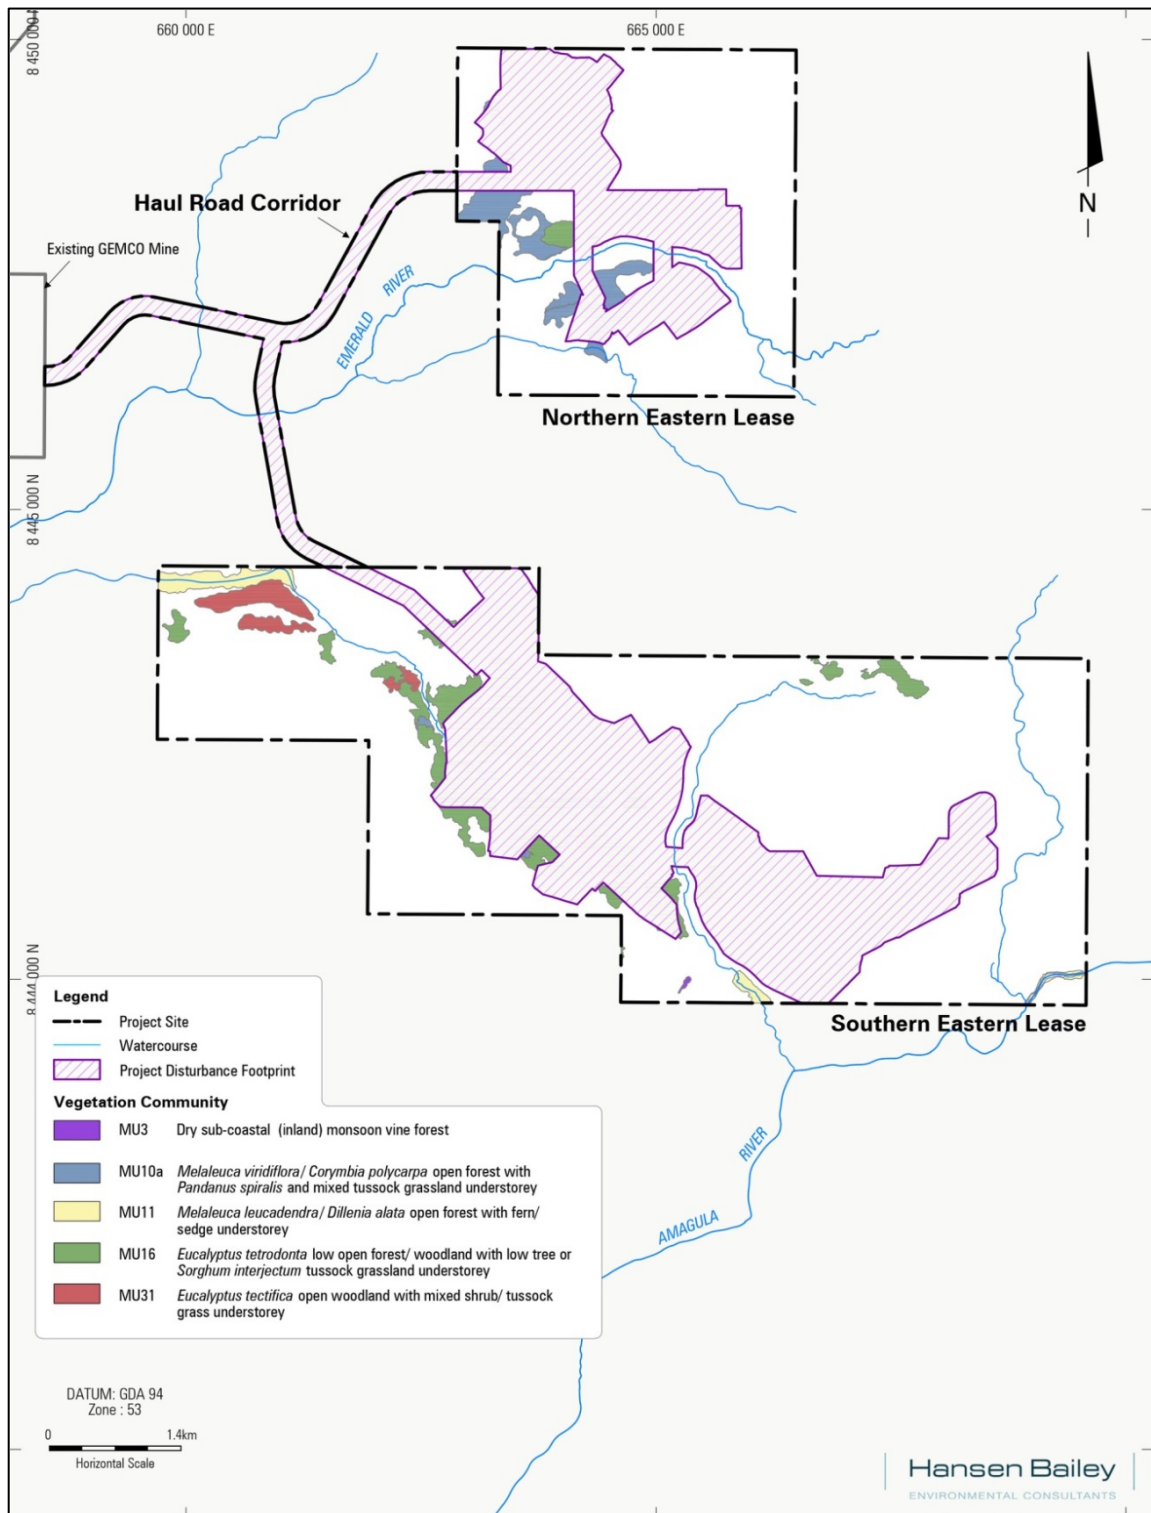 660 000 E
665 000 E
8 450 000 N
Haul Road Corridor
Existing GEMCO Mine
N
EMERALD RIVER
Northern Eastern Lease
8 445 000 N
Southern Eastern Lease
RIVER
AMAGULA
Legend
Project Site
Watercourse
Project Disturbance Footprint
Vegetation Community
MU3 Dry sub-coastal (inland) monsoon vine forest
MU10a Melaleuca viridiflora/ Corymbia polycarpa open forest with
Pandanus spiralis and mixed tussock grassland understorey
MU11 Melaleuca leucadendra/ Dillenia alata open forest with fern/
sedge understorey
MU16 Eucalyptus tetrodonta low open forest/ woodland with low tree or
Sorghum interjectum tussock grassland understorey
MU31 Eucalyptus tectifica open woodland with mixed shrub/ tussock
grass understorey
DATUM: GDA 94
Zone : 53
0 1.4km
Horizontal Scale
Hansen Bailey
ENVIRONMENTAL CONSULTANTS